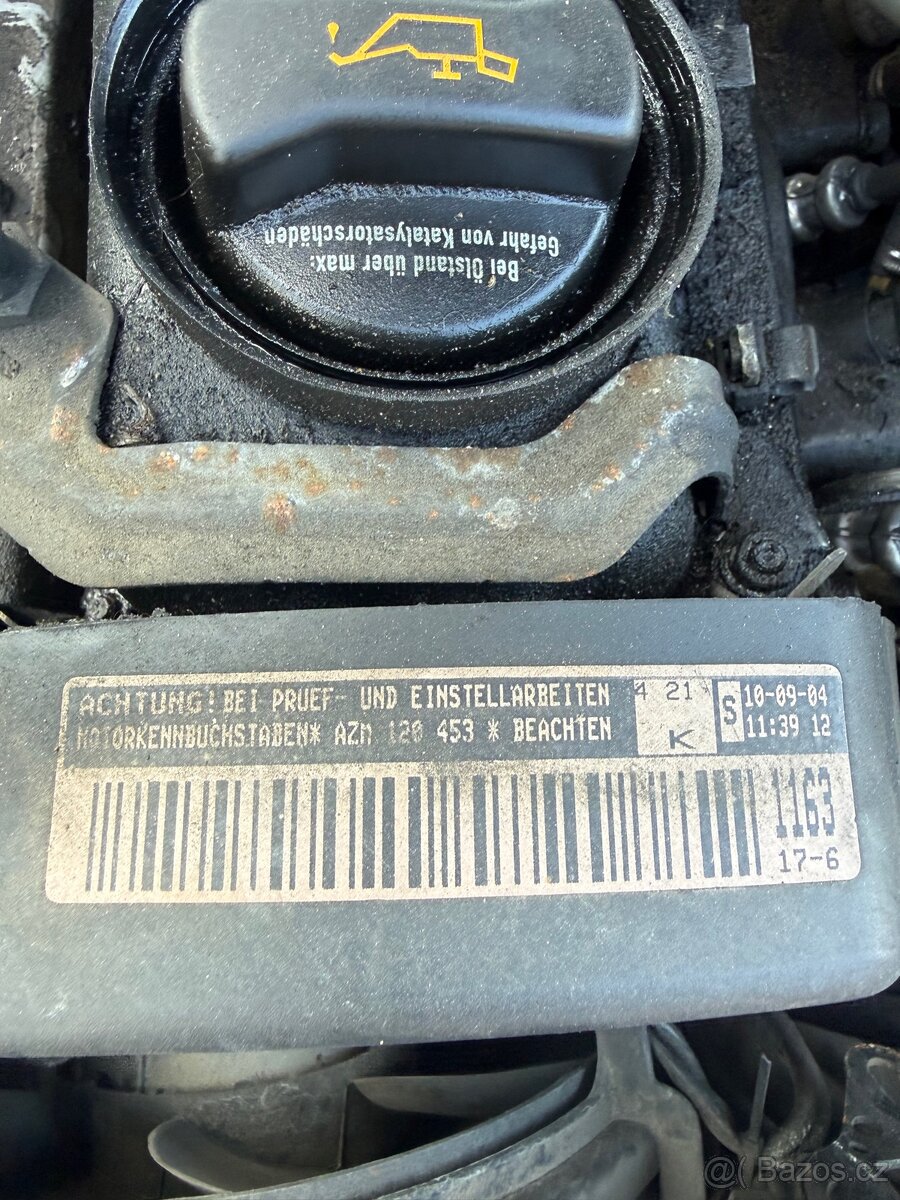 Bei Ölstand über max:
Gefahr von Katalysatorschäden
ACHTUNG! BEI PRUEF- UND EINSTELLARBEITEN
MOTORKENNBUCHSTABEN* AZM 120 453 * BEACHTEN
4 21
K
S
10-09-04
11:39 12
1163
17-6
@( Bazos.cz